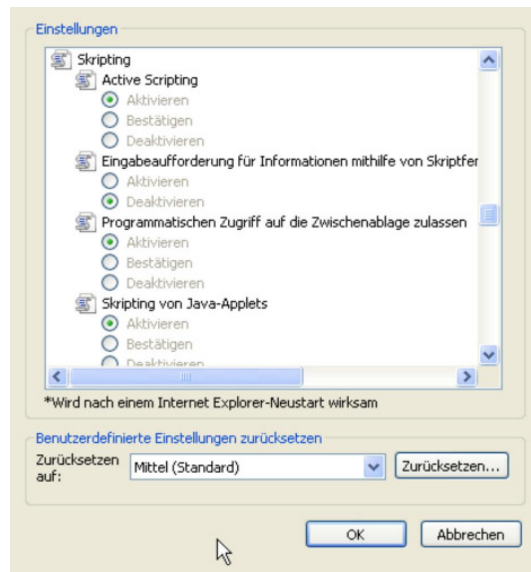 Einstellungen
Skripting
Active Scripting
Aktivieren
Bestätigen
Deaktivieren
Eingabeaufforderung für Informationen mithilfe von Skriptfer
Aktivieren
Deaktivieren
Programmatischen Zugriff auf die Zwischenablage zulassen
Aktivieren
Bestätigen
Deaktivieren
Skripting von Java-Applets
Aktivieren
Bestätigen
Deaktivieren
*Wird nach einem Internet Explorer-Neustart wirksam
Benutzerdefinierte Einstellungen zurücksetzen
Zurücksetzen auf: Mittel (Standard) Zurücksetzen...
OK Abbrechen